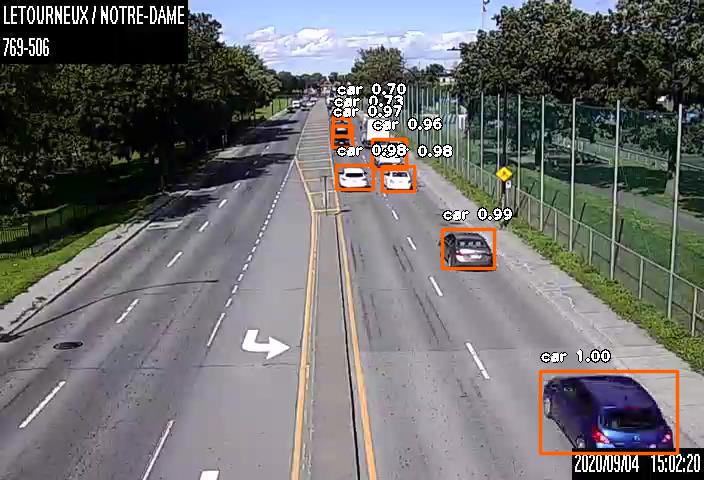 LETOURNEUX / NOTRE-DAME
769-506
car 0.70
car 0.73
car 0.97
car 0.96
car 0.98
0.98
car 0.99
car 1.00
2020/09/04 15:02:20